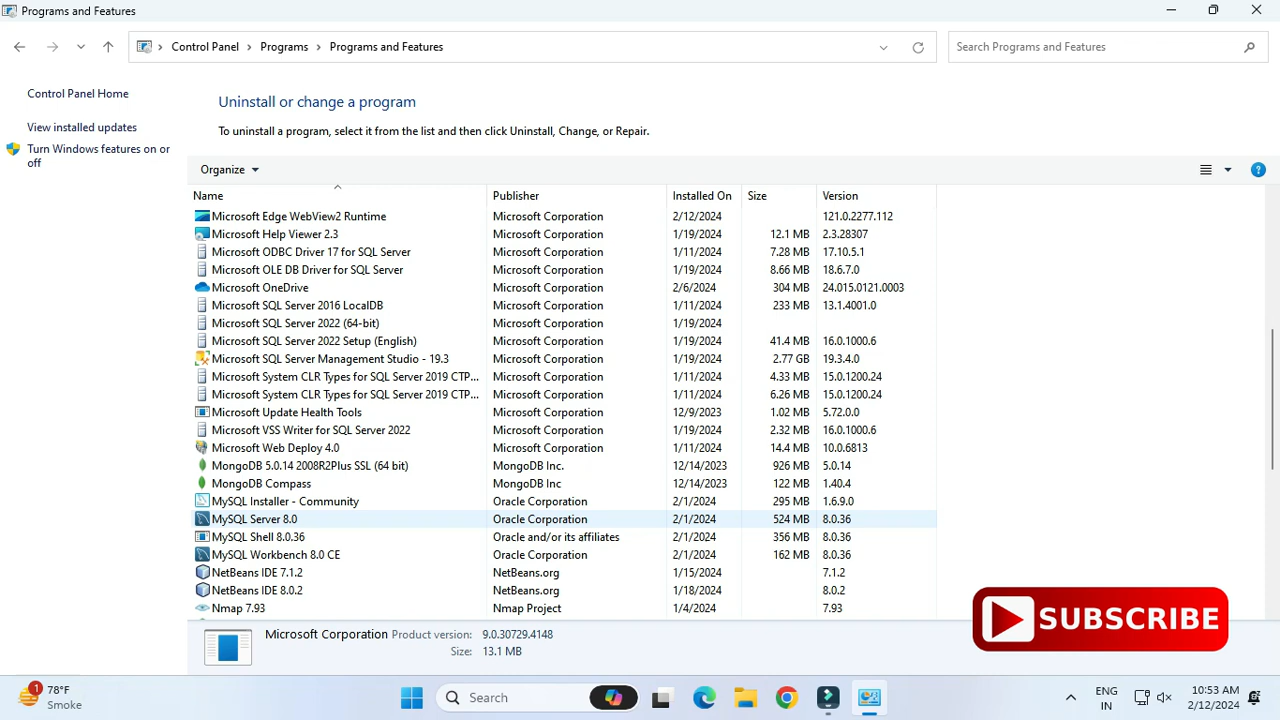 Programs and Features
Control Panel > Programs > Programs and Features
Search Programs and Features
Control Panel Home
View installed updates
Turn Windows features on or
off
Uninstall or change a program
To uninstall a program, select it from the list and then click Uninstall, Change, or Repair.
Organize
Name Publisher Installed On Size Version
Microsoft Edge WebView2 Runtime Microsoft Corporation 2/12/2024 121.0.2277.112
Microsoft Help Viewer 2.3 Microsoft Corporation 1/19/2024 12.1 MB 2.3.28307
Microsoft ODBC Driver 17 for SQL Server Microsoft Corporation 1/11/2024 7.28 MB 17.10.5.1
Microsoft OLE DB Driver for SQL Server Microsoft Corporation 1/19/2024 8.66 MB 18.6.7.0
Microsoft OneDrive Microsoft Corporation 2/6/2024 304 MB 24.015.0121.0003
Microsoft SQL Server 2016 LocalDB Microsoft Corporation 1/11/2024 233 MB 13.1.4001.0
Microsoft SQL Server 2022 (64-bit) Microsoft Corporation 1/19/2024
Microsoft SQL Server 2022 Setup (English) Microsoft Corporation 1/19/2024 41.4 MB 16.0.1000.6
Microsoft SQL Server Management Studio - 19.3 Microsoft Corporation 1/19/2024 2.77 GB 19.3.4.0
Microsoft System CLR Types for SQL Server 2019 CTP... Microsoft Corporation 1/11/2024 4.33 MB 15.0.1200.24
Microsoft System CLR Types for SQL Server 2019 CTP... Microsoft Corporation 1/11/2024 6.26 MB 15.0.1200.24
Microsoft Update Health Tools Microsoft Corporation 12/9/2023 1.02 MB 5.72.0.0
Microsoft VSS Writer for SQL Server 2022 Microsoft Corporation 1/19/2024 2.32 MB 16.0.1000.6
Microsoft Web Deploy 4.0 Microsoft Corporation 1/11/2024 14.4 MB 10.0.6813
MongoDB 5.0.14 2008R2Plus SSL (64 bit) MongoDB Inc. 12/14/2023 926 MB 5.0.14
MongoDB Compass MongoDB Inc 12/14/2023 122 MB 1.40.4
MySQL Installer - Community Oracle Corporation 2/1/2024 295 MB 1.6.9.0
MySQL Server 8.0 Oracle Corporation 2/1/2024 524 MB 8.0.36
MySQL Shell 8.0.36 Oracle and/or its affiliates 2/1/2024 356 MB 8.0.36
MySQL Workbench 8.0 CE Oracle Corporation 2/1/2024 162 MB 8.0.36
NetBeans IDE 7.1.2 NetBeans.org 1/15/2024 7.1.2
NetBeans IDE 8.0.2 NetBeans.org 1/18/2024 8.0.2
Nmap 7.93 Nmap Project 1/4/2024 7.93
SUBSCRIBE
Microsoft Corporation Product version: 9.0.30729.4148
Size: 13.1 MB
1
78°F
Smoke
Search
ENG
IN
10:53 AM
2/12/2024